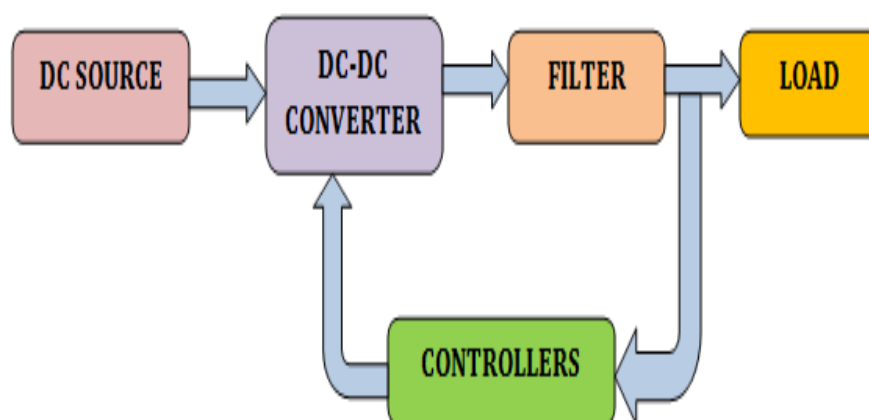 DC SOURCE
DC-DC
CONVERTER
FILTER
LOAD
CONTROLLERS